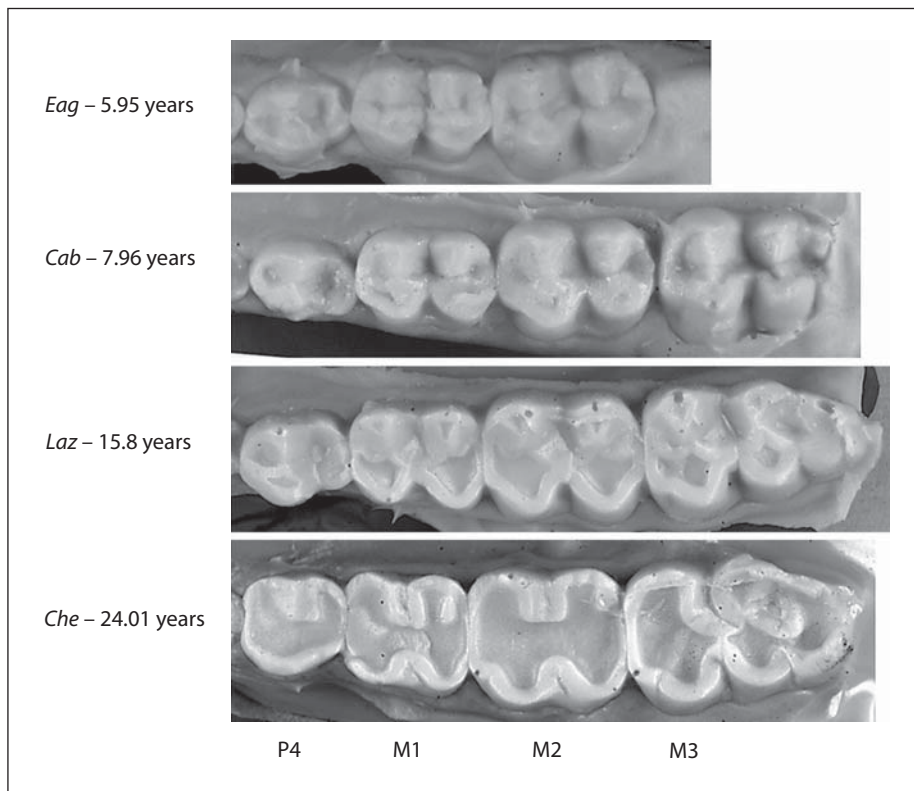 Eag – 5.95 years
Cab – 7.96 years
Laz – 15.8 years
Che – 24.01 years
P4 M1 M2 M3